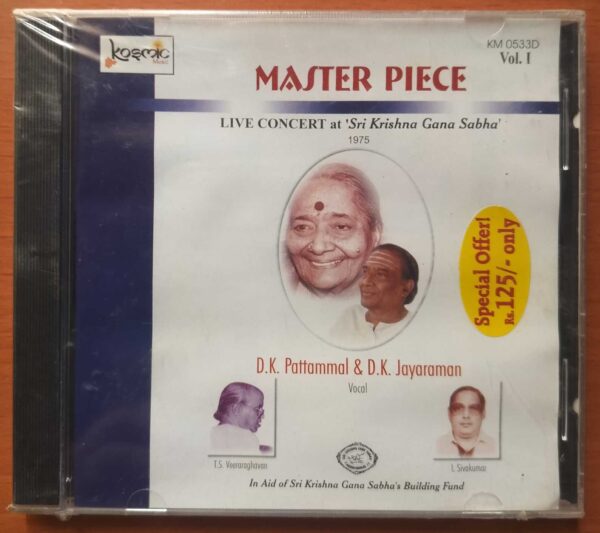 Kosmic
Music
KM 0533D
Vol. I
MASTER PIECE
LIVE CONCERT at 'Sri Krishna Gana Sabha'
1975
Special Offer!
Rs. 125/- only
D.K. Pattammal & D.K. Jayaraman
Vocal
T.S. Veeraraghavan
L. Sivakumar
In Aid of Sri Krishna Gana Sabha's Building Fund